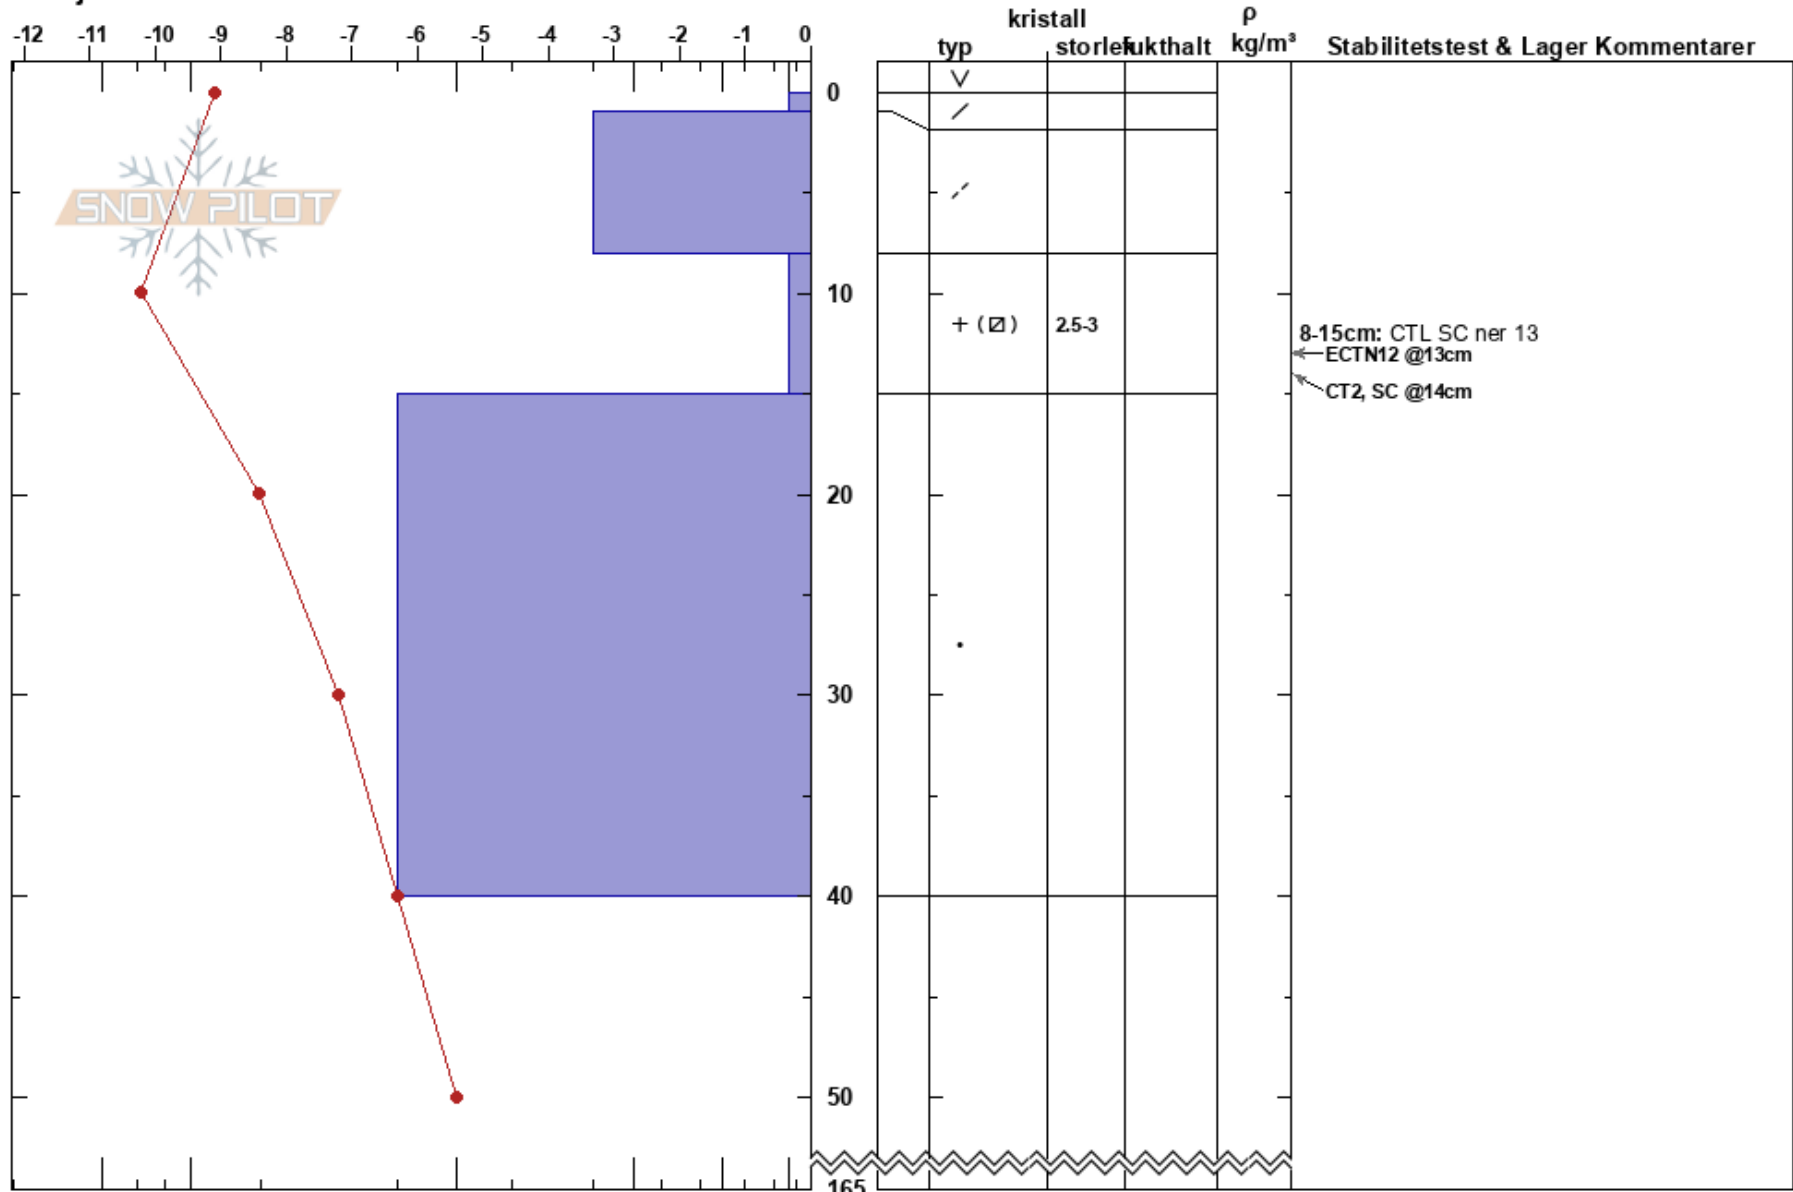 kristall ρ
-12 -11 -10 -9 -8 -7 -6 -5 -4 -3 -2 -1 0 typ storlek fukthalt kg/m³ Stabilitetstest & Lager Kommentarer
0
SNOW PILOT
10
+ (⧄) 2.5-3
8-15cm: CTL SC ner 13
ECTN12 @13cm
CT2, SC @14cm
20
30
40
50
165